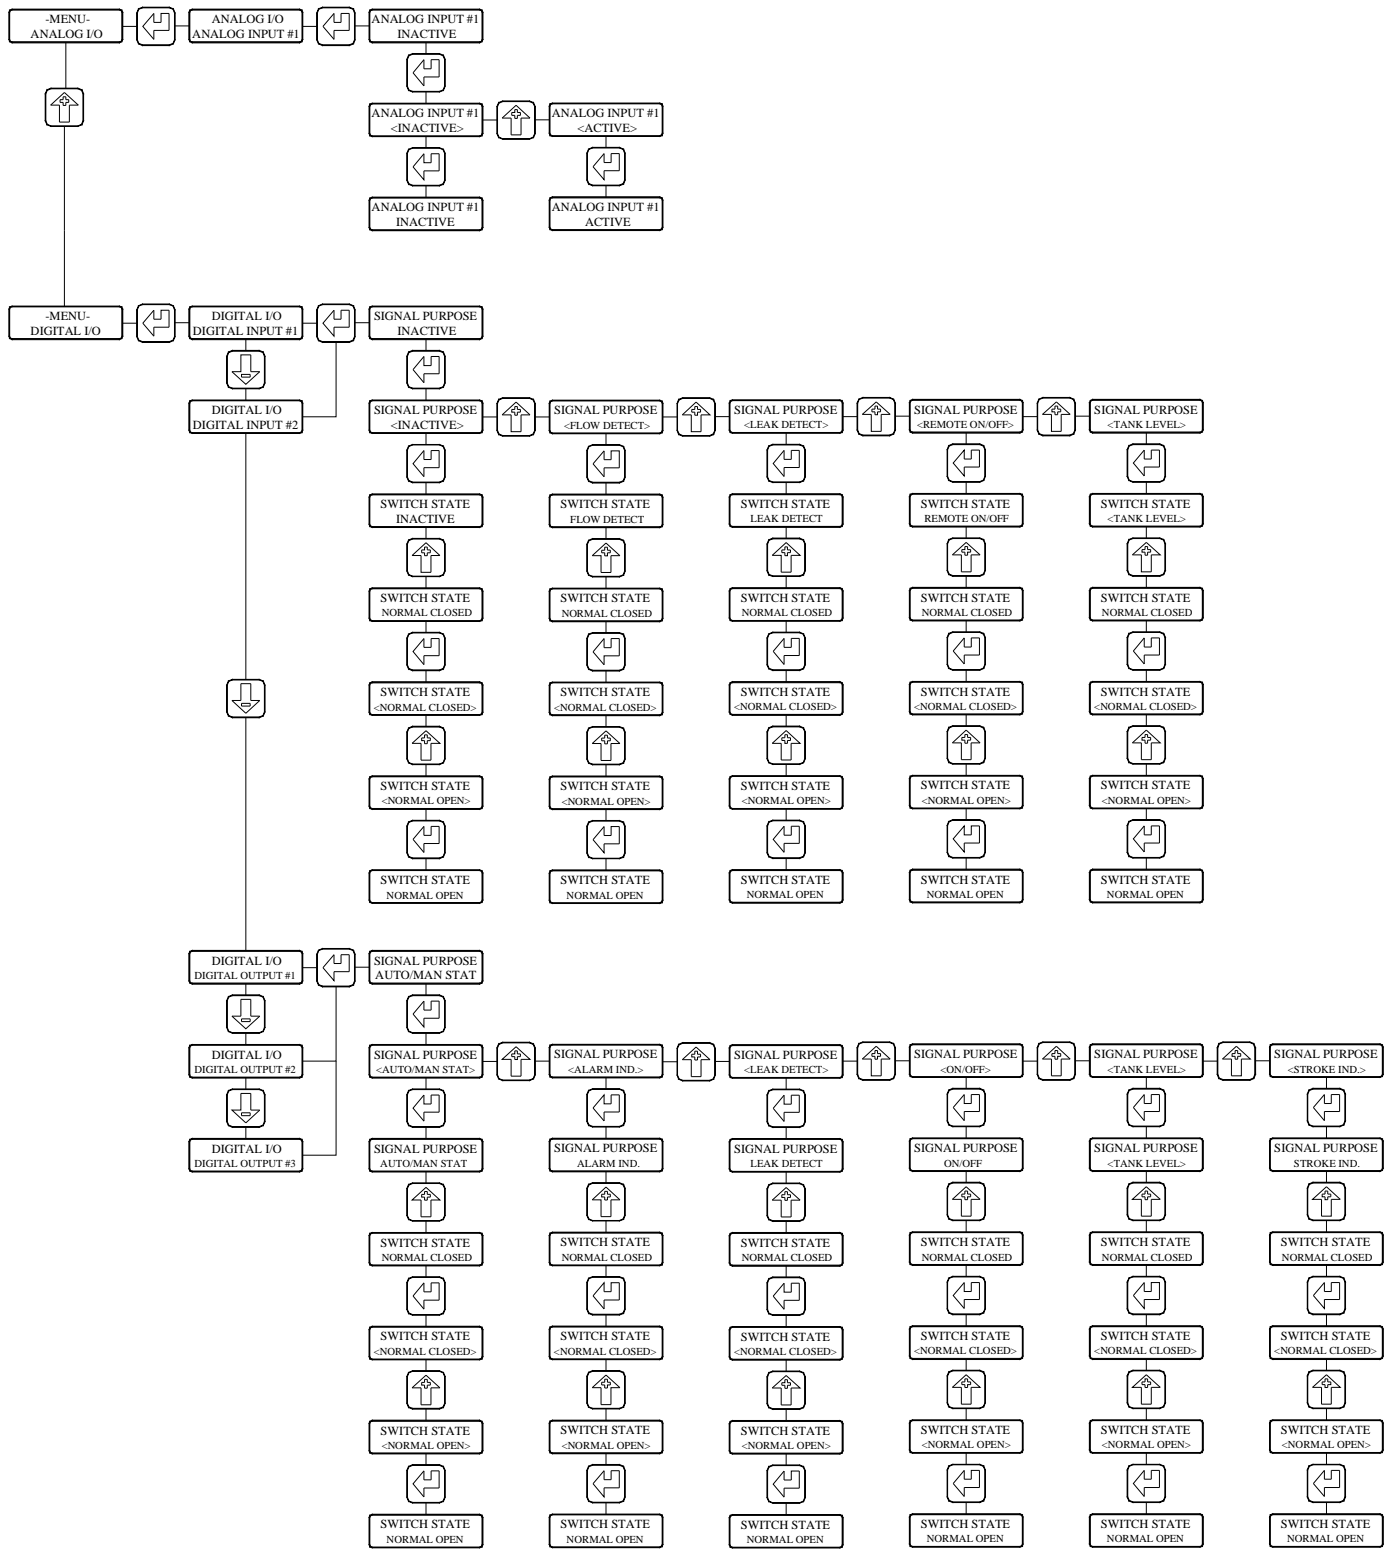 -MENU-
ANALOG I/O
ANALOG I/O
ANALOG INPUT #1
ANALOG INPUT #1
INACTIVE
ANALOG INPUT #1
<INACTIVE>
ANALOG INPUT #1
<ACTIVE>
ANALOG INPUT #1
INACTIVE
ANALOG INPUT #1
ACTIVE
-MENU-
DIGITAL I/O
DIGITAL I/O
DIGITAL INPUT #1
SIGNAL PURPOSE
INACTIVE
DIGITAL I/O
DIGITAL INPUT #2
SIGNAL PURPOSE
<INACTIVE>
SIGNAL PURPOSE
<FLOW DETECT>
SIGNAL PURPOSE
<LEAK DETECT>
SIGNAL PURPOSE
<REMOTE ON/OFF>
SIGNAL PURPOSE
<TANK LEVEL>
SWITCH STATE
INACTIVE
SWITCH STATE
FLOW DETECT
SWITCH STATE
LEAK DETECT
SWITCH STATE
REMOTE ON/OFF
SWITCH STATE
<TANK LEVEL>
SWITCH STATE
NORMAL CLOSED
SWITCH STATE
NORMAL CLOSED
SWITCH STATE
NORMAL CLOSED
SWITCH STATE
NORMAL CLOSED
SWITCH STATE
NORMAL CLOSED
SWITCH STATE
<NORMAL CLOSED>
SWITCH STATE
<NORMAL CLOSED>
SWITCH STATE
<NORMAL CLOSED>
SWITCH STATE
<NORMAL CLOSED>
SWITCH STATE
<NORMAL CLOSED>
SWITCH STATE
<NORMAL OPEN>
SWITCH STATE
<NORMAL OPEN>
SWITCH STATE
<NORMAL OPEN>
SWITCH STATE
<NORMAL OPEN>
SWITCH STATE
<NORMAL OPEN>
SWITCH STATE
NORMAL OPEN
SWITCH STATE
NORMAL OPEN
SWITCH STATE
NORMAL OPEN
SWITCH STATE
NORMAL OPEN
SWITCH STATE
NORMAL OPEN
DIGITAL I/O
DIGITAL OUTPUT #1
SIGNAL PURPOSE
AUTO/MAN STAT
DIGITAL I/O
DIGITAL OUTPUT #2
SIGNAL PURPOSE
<AUTO/MAN STAT>
SIGNAL PURPOSE
<ALARM IND.>
SIGNAL PURPOSE
<LEAK DETECT>
SIGNAL PURPOSE
<ON/OFF>
SIGNAL PURPOSE
<TANK LEVEL>
SIGNAL PURPOSE
<STROKE IND.>
DIGITAL I/O
DIGITAL OUTPUT #3
SIGNAL PURPOSE
AUTO/MAN STAT
SIGNAL PURPOSE
ALARM IND.
SIGNAL PURPOSE
LEAK DETECT
SIGNAL PURPOSE
ON/OFF
SIGNAL PURPOSE
<TANK LEVEL>
SIGNAL PURPOSE
STROKE IND.
SWITCH STATE
NORMAL CLOSED
SWITCH STATE
NORMAL CLOSED
SWITCH STATE
NORMAL CLOSED
SWITCH STATE
NORMAL CLOSED
SWITCH STATE
NORMAL CLOSED
SWITCH STATE
NORMAL CLOSED
SWITCH STATE
<NORMAL CLOSED>
SWITCH STATE
<NORMAL CLOSED>
SWITCH STATE
<NORMAL CLOSED>
SWITCH STATE
<NORMAL CLOSED>
SWITCH STATE
<NORMAL CLOSED>
SWITCH STATE
<NORMAL CLOSED>
SWITCH STATE
<NORMAL OPEN>
SWITCH STATE
<NORMAL OPEN>
SWITCH STATE
<NORMAL OPEN>
SWITCH STATE
<NORMAL OPEN>
SWITCH STATE
<NORMAL OPEN>
SWITCH STATE
<NORMAL OPEN>
SWITCH STATE
NORMAL OPEN
SWITCH STATE
NORMAL OPEN
SWITCH STATE
NORMAL OPEN
SWITCH STATE
NORMAL OPEN
SWITCH STATE
NORMAL OPEN
SWITCH STATE
NORMAL OPEN